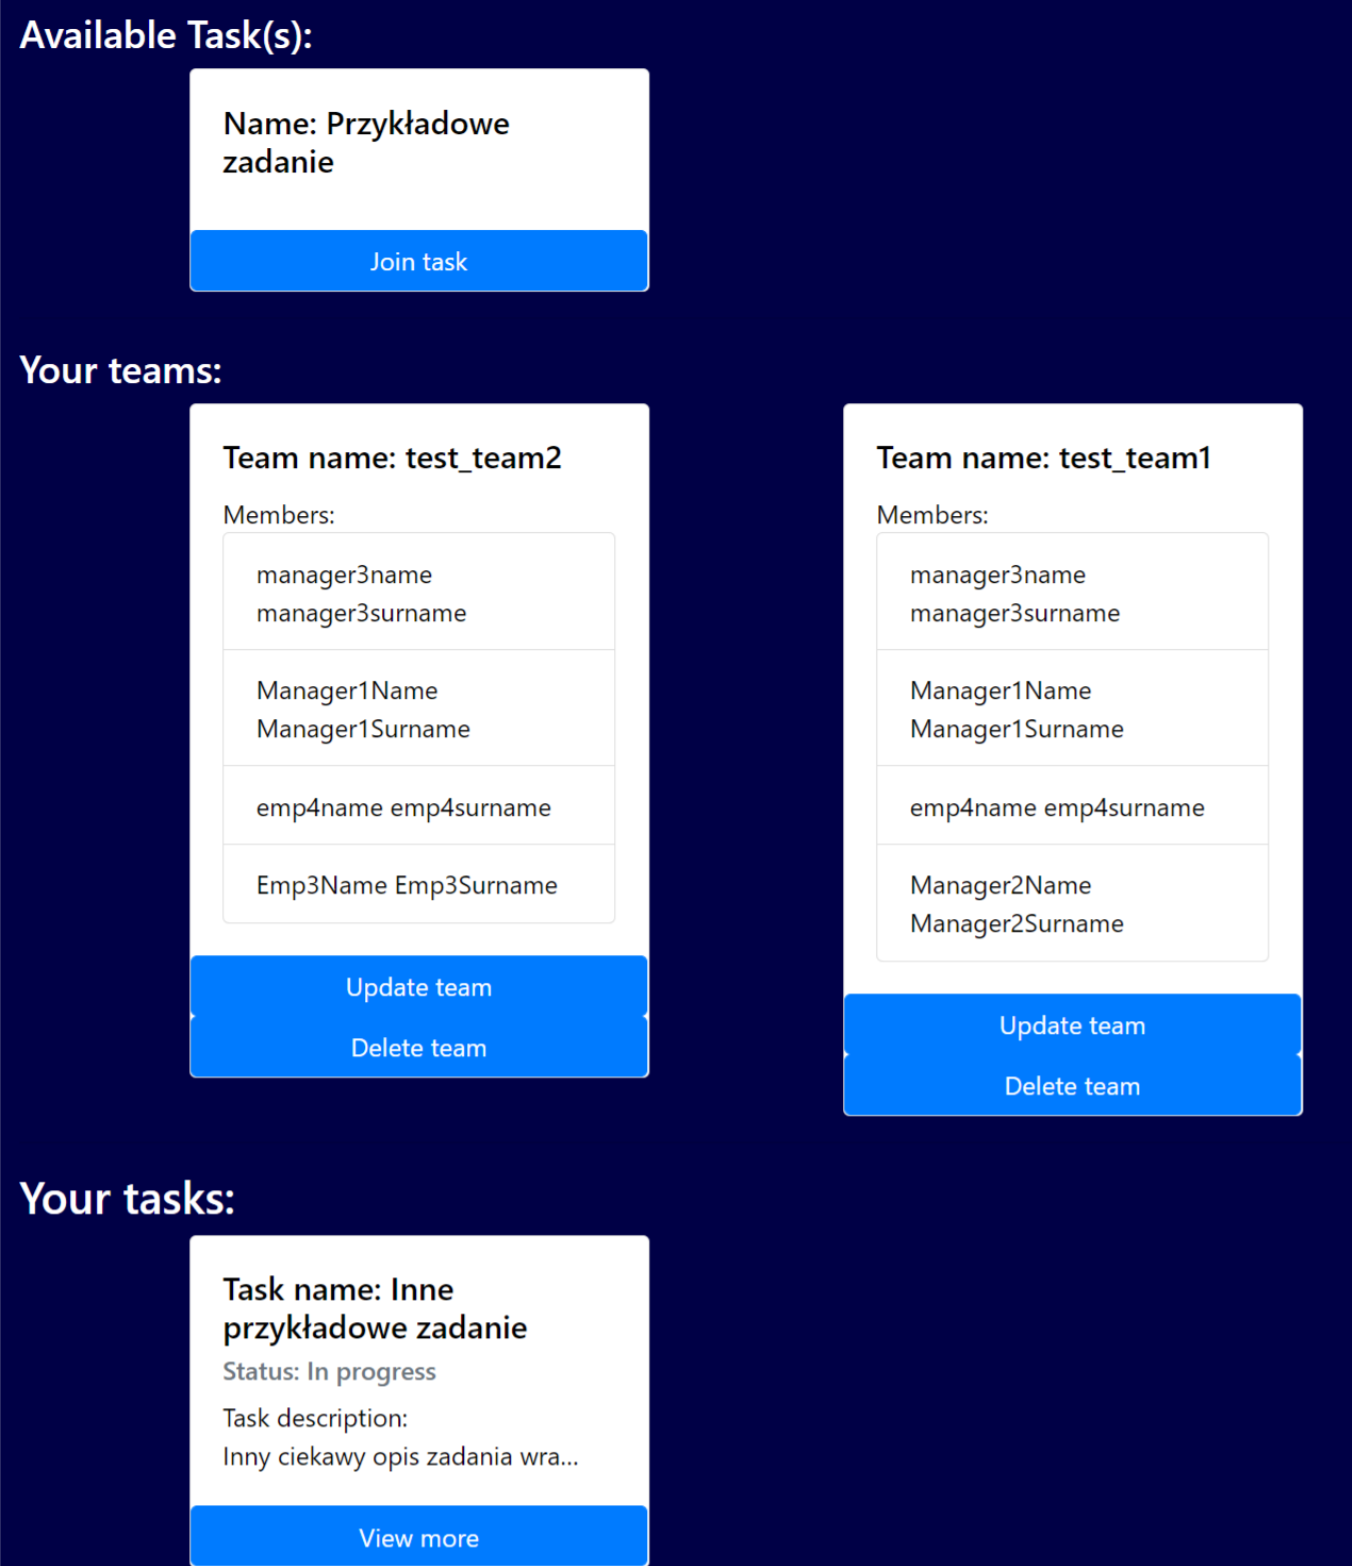 Available Task(s):
Name: Przykładowe
zadanie
Join task
Your teams:
Team name: test_team2
Members:
manager3name
manager3surname
Manager1Name
Manager1Surname
emp4name emp4surname
Emp3Name Emp3Surname
Update team
Delete team
Team name: test_team1
Members:
manager3name
manager3surname
Manager1Name
Manager1Surname
emp4name emp4surname
Manager2Name
Manager2Surname
Update team
Delete team
Your tasks:
Task name: Inne
przykładowe zadanie
Status: In progress
Task description:
Inny ciekawy opis zadania wra...
View more